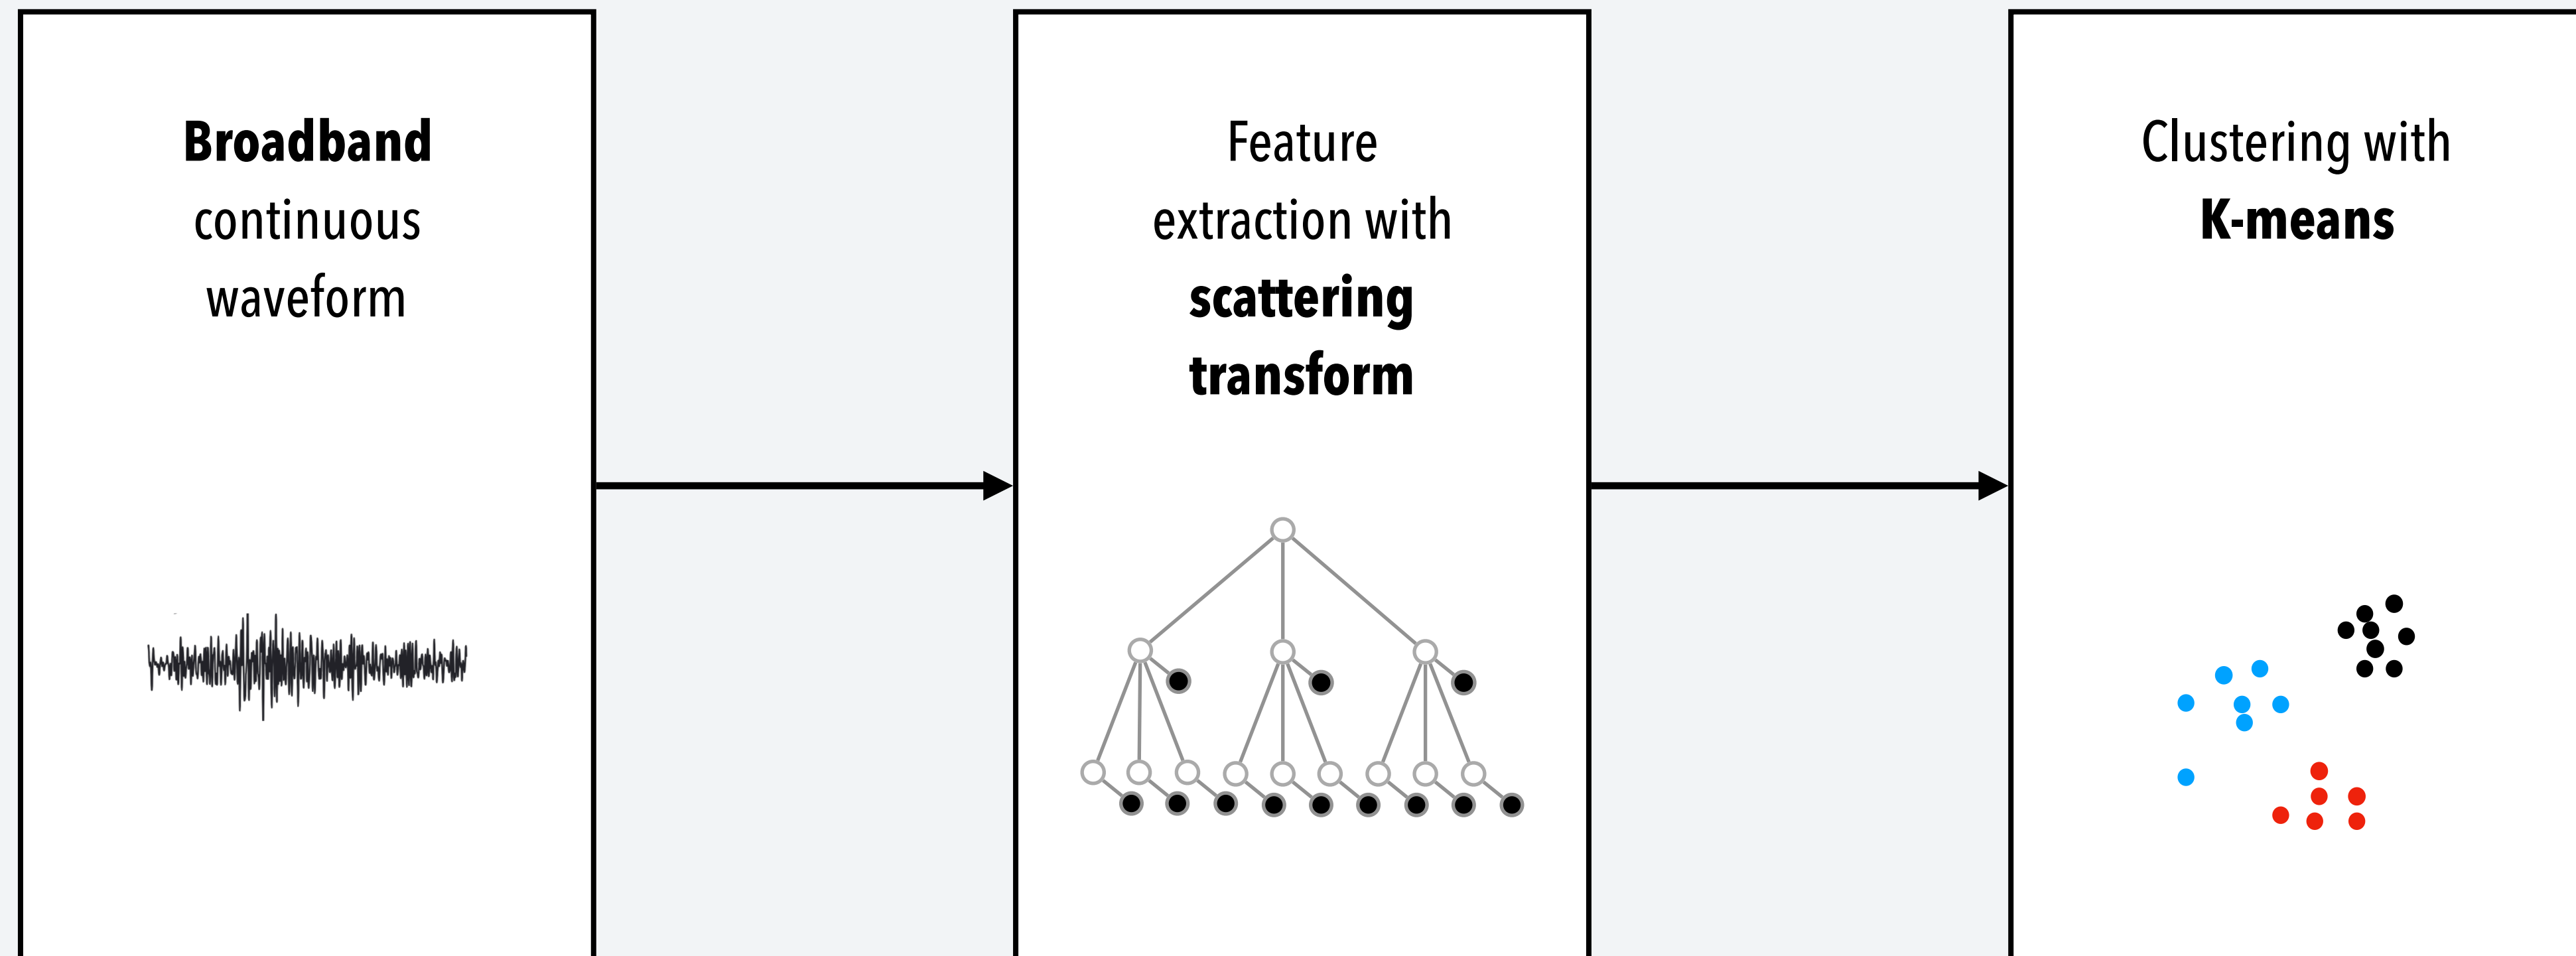 Broadband
continuous
waveform
Feature
extraction with
scattering
transform
Clustering with
K-means